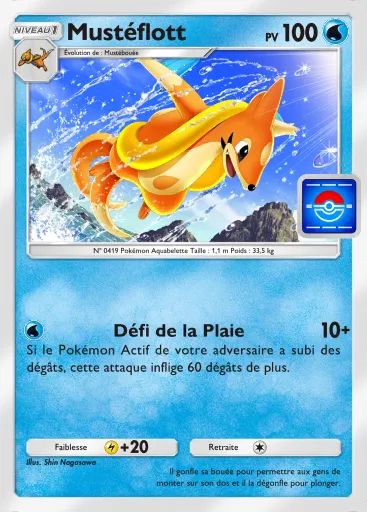 NIVEAU 1
Mustéflott
PV 100
Évolution de : Mustébouée
N° 0419 Pokémon Aquabelette Taille : 1,1 m Poids : 33,5 kg
Défi de la Plaie 10+
Si le Pokémon Actif de votre adversaire a subi des
dégâts, cette attaque inflige 60 dégâts de plus.
Faiblesse +20
Retraite
Illus. Shin Nagasawa
Il gonfle sa bouée pour permettre aux gens de
monter sur son dos et il la dégonfle pour plonger.